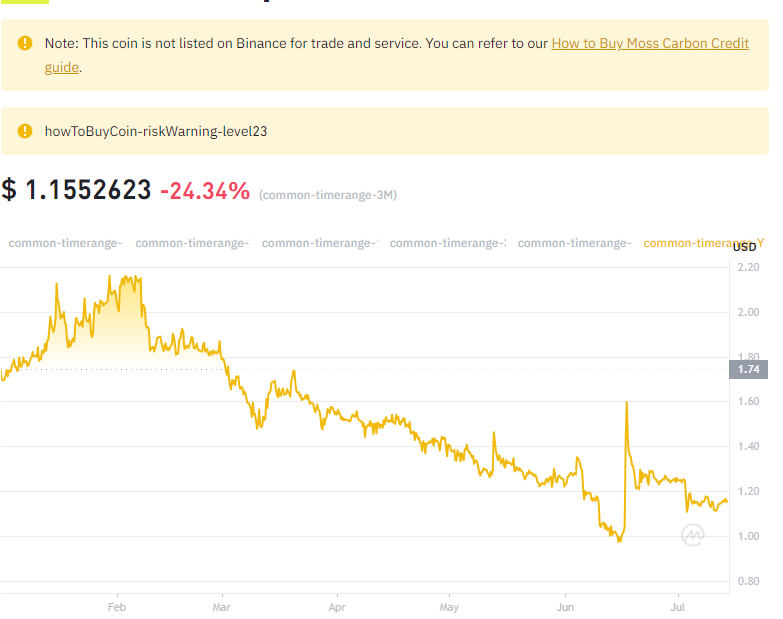 Note: This coin is not listed on Binance for trade and service. You can refer to our How to Buy Moss Carbon Credit
guide.
howToBuyCoin-riskWarning-level23
$ 1.1552623 -24.34% (common-timerange-3M)
common-timerange- common-timerange- common-timerange- common-timerange- common-timerange- common-timerange-Y
USD
2.20
2.00
1.80
1.74
1.60
1.40
1.20
1.00
0.80
Feb Mar Apr May Jun Jul